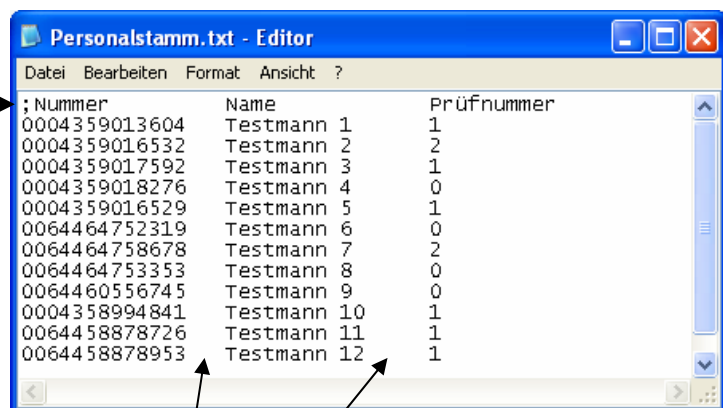 Personalstamm.txt - Editor
Datei Bearbeiten Format Ansicht ?
;Nummer Name Prüfnummer
0004359013604 Testmann 1 1
0004359016532 Testmann 2 2
0004359017592 Testmann 3 1
0004359018276 Testmann 4 0
0004359016529 Testmann 5 1
0064464752319 Testmann 6 0
0064464758678 Testmann 7 2
0064464753353 Testmann 8 0
0064460556745 Testmann 9 0
0004358994841 Testmann 10 1
0064458878726 Testmann 11 1
0064458878953 Testmann 12 1